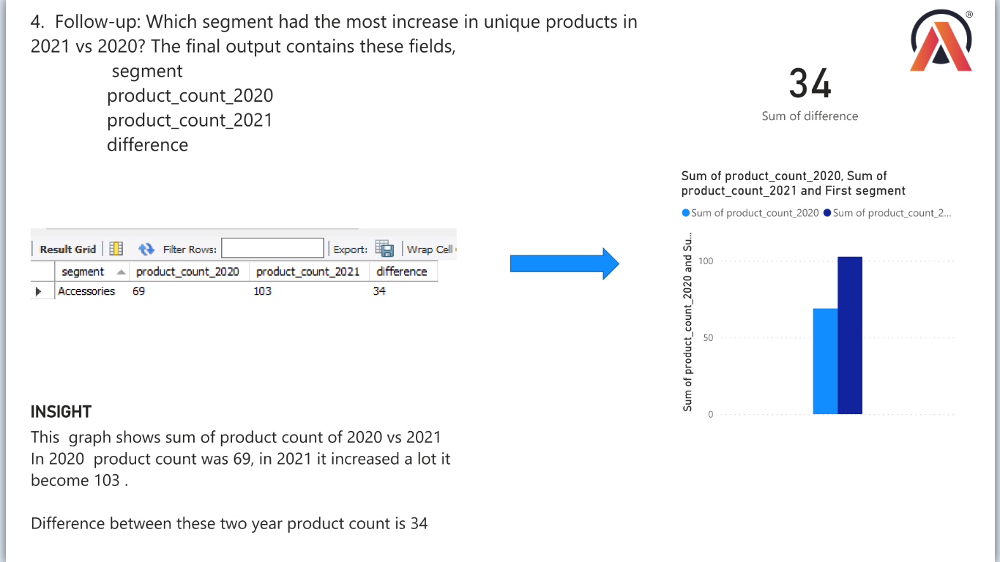 4.  Follow-up: Which segment had the most increase in unique products in
2021 vs 2020? The final output contains these fields,
segment
product_count_2020
product_count_2021
difference
®
34
Sum of difference
Sum of product_count_2020, Sum of
product_count_2021 and First segment
Sum of product_count_2020 Sum of product_count_2...
Sum of product_count_2020 and Su...
100
50
0
Result Grid Filter Rows: Export: Wrap Cell
segment product_count_2020 product_count_2021 difference
Accessories 69 103 34
INSIGHT
This  graph shows sum of product count of 2020 vs 2021
In 2020  product count was 69, in 2021 it increased a lot it
become 103 .
Difference between these two year product count is 34